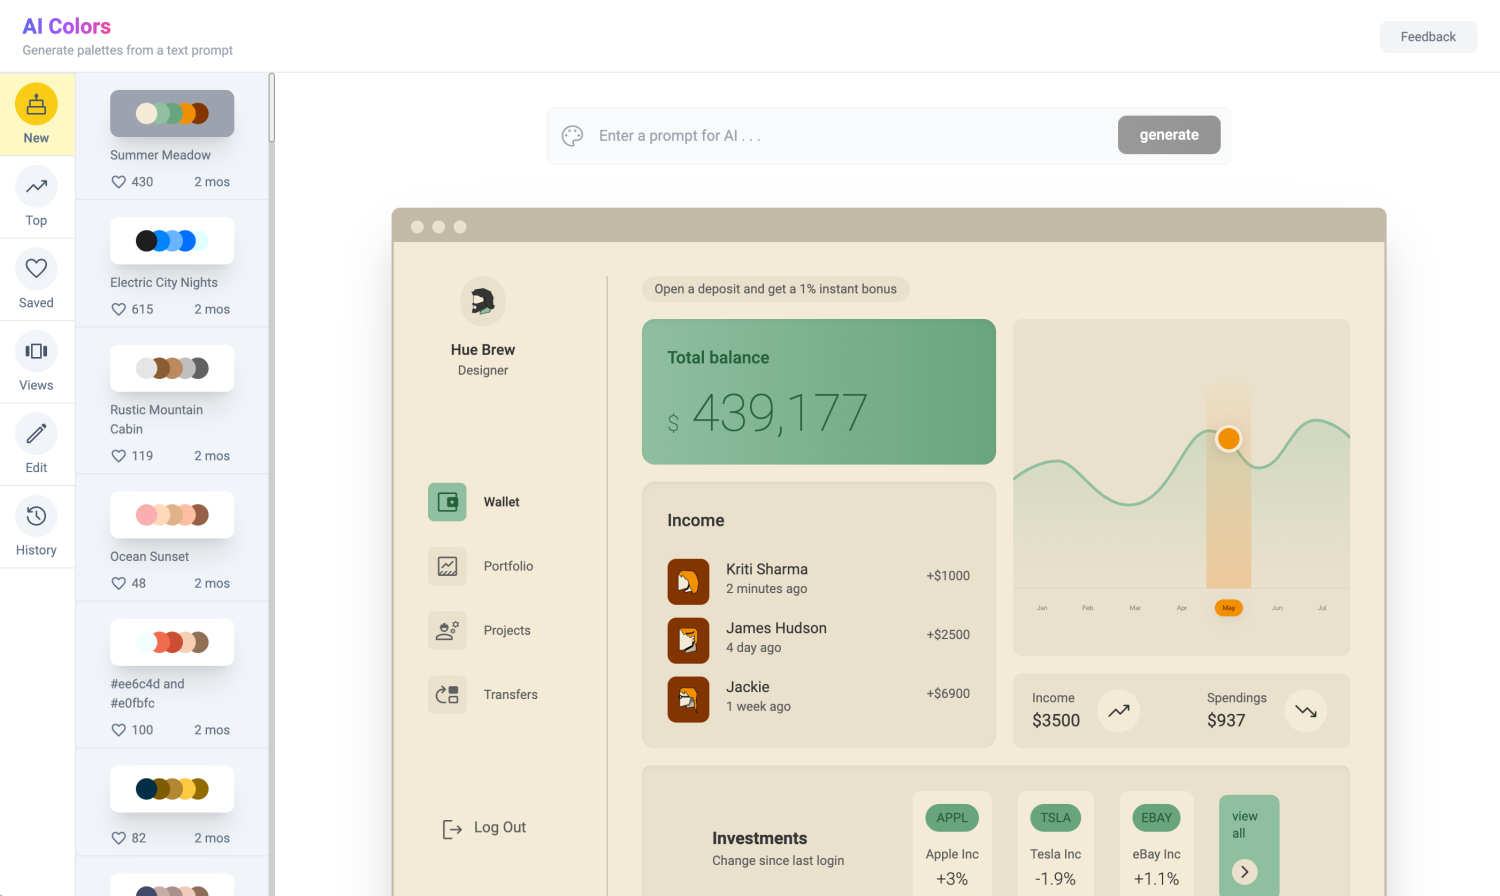 AI Colors
Generate palettes from a text prompt
Feedback
New
Top
Saved
Views
Edit
History
Summer Meadow
430 2 mos
Electric City Nights
615 2 mos
Rustic Mountain
Cabin
119 2 mos
Ocean Sunset
48 2 mos
#ee6c4d and
#e0fbfc
100 2 mos
82 2 mos
Enter a prompt for AI . . .
generate
Hue Brew
Designer
Wallet
Portfolio
Projects
Transfers
Log Out
Open a deposit and get a 1% instant bonus
Total balance
$ 439,177
Income
Kriti Sharma
2 minutes ago
+$1000
James Hudson
4 day ago
+$2500
Jackie
1 week ago
+$6900
Jan Feb Mar Apr May Jun Jul
Income
$3500
Spendings
$937
Investments
Change since last login
APPL
Apple Inc
+3%
TSLA
Tesla Inc
-1.9%
EBAY
eBay Inc
+1.1%
view
all